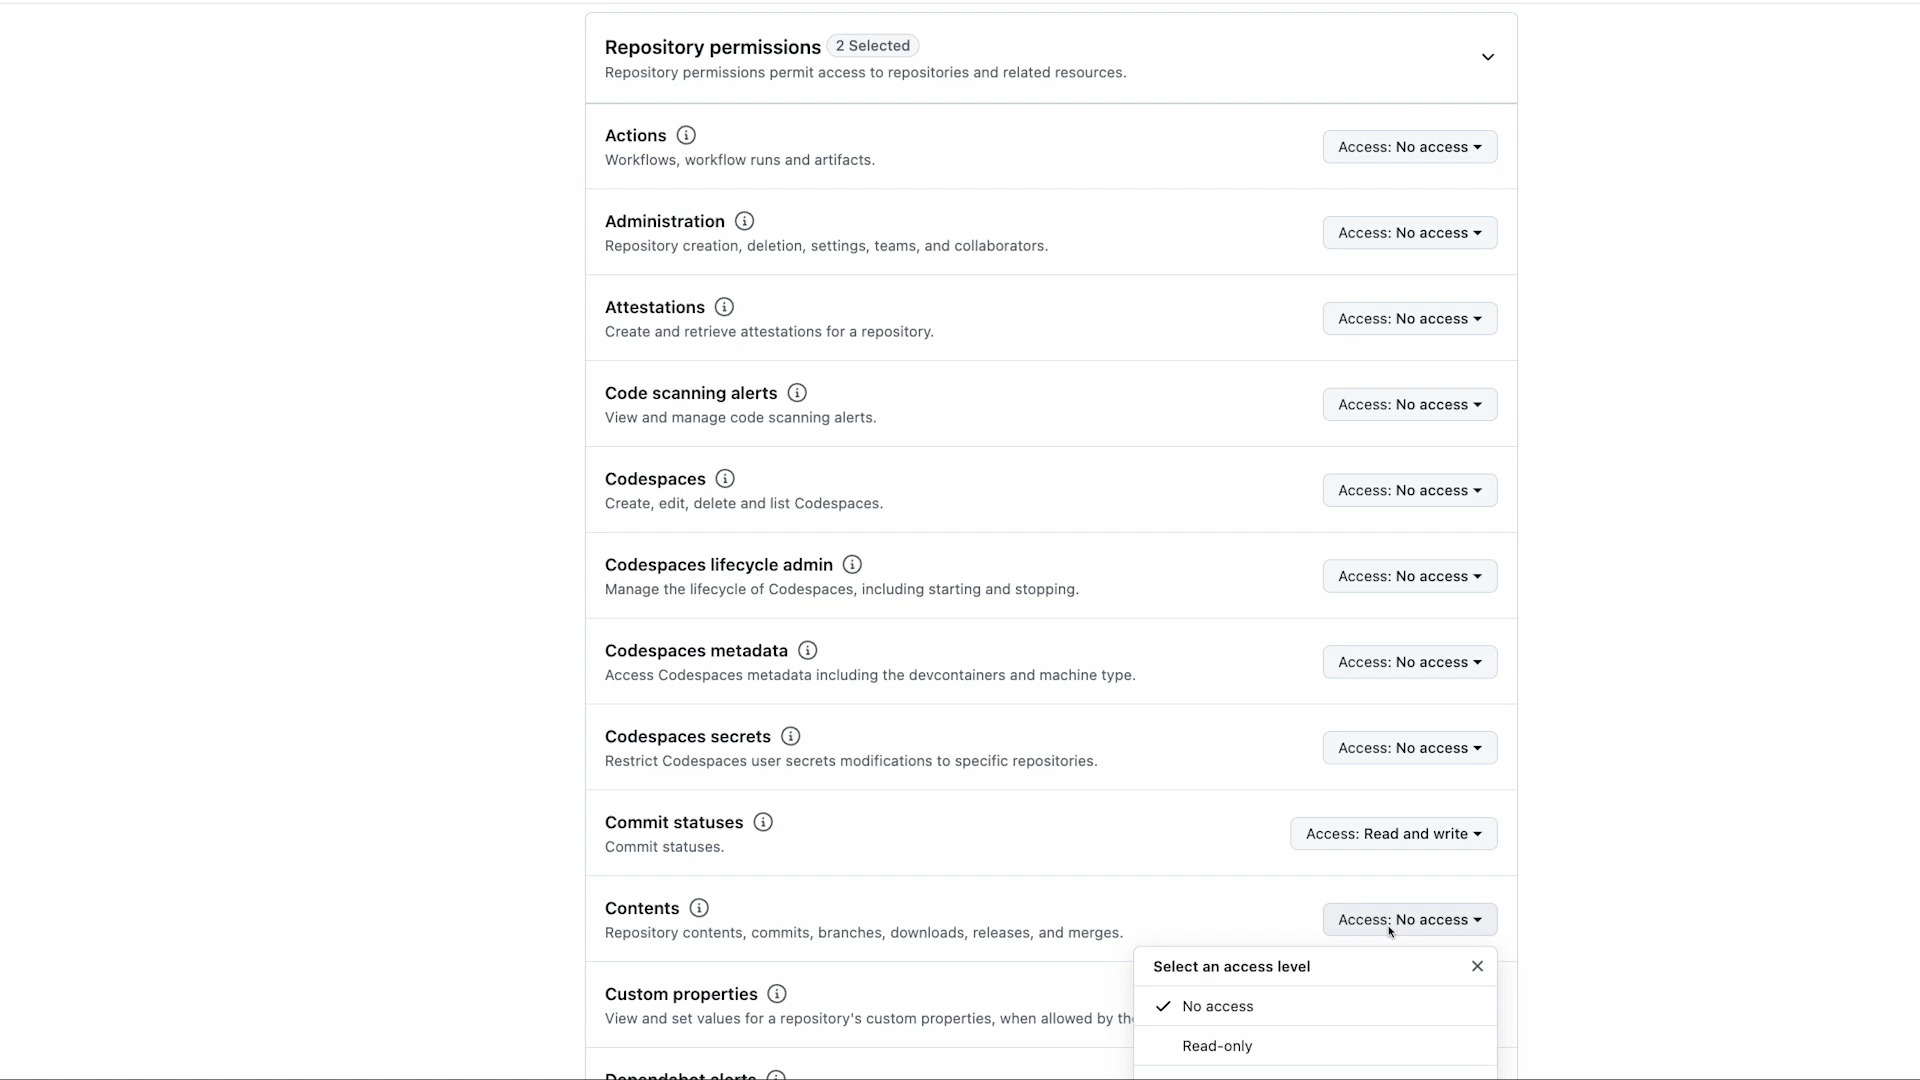 Repository permissions 2 Selected
Repository permissions permit access to repositories and related resources.
Actions
Access: No access
Workflows, workflow runs and artifacts.
Administration
Access: No access
Repository creation, deletion, settings, teams, and collaborators.
Attestations
Access: No access
Create and retrieve attestations for a repository.
Code scanning alerts
Access: No access
View and manage code scanning alerts.
Codespaces
Access: No access
Create, edit, delete and list Codespaces.
Codespaces lifecycle admin
Access: No access
Manage the lifecycle of Codespaces, including starting and stopping.
Codespaces metadata
Access: No access
Access Codespaces metadata including the devcontainers and machine type.
Codespaces secrets
Access: No access
Restrict Codespaces user secrets modifications to specific repositories.
Commit statuses
Access: Read and write
Commit statuses.
Contents
Access: No access
Repository contents, commits, branches, downloads, releases, and merges.
Select an access level
No access
Read-only
Custom properties
View and set values for a repository's custom properties, when allowed by th
Dependabot alerts